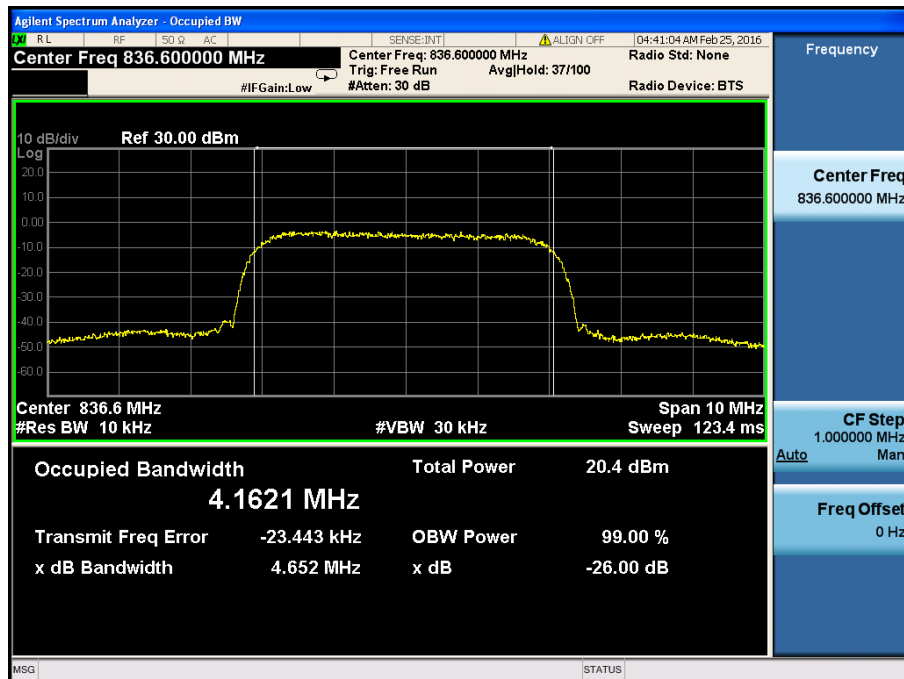 Agilent Spectrum Analyzer - Occupied BW
LXI RL RF 50 Ω AC SENSE:INT ALIGN OFF 04:41:04 AM Feb 25, 2016
Center Freq 836.600000 MHz
Center Freq: 836.600000 MHz Radio Std: None
Trig: Free Run Avg|Hold: 37/100
#IFGain:Low #Atten: 30 dB Radio Device: BTS
10 dB/div Ref 30.00 dBm
Log
20.0
10.0
0.00
-10.0
-20.0
-30.0
-40.0
-50.0
-60.0
Center 836.6 MHz Span 10 MHz
#Res BW 10 kHz #VBW 30 kHz Sweep 123.4 ms
Occupied Bandwidth Total Power 20.4 dBm
4.1621 MHz
Transmit Freq Error -23.443 kHz OBW Power 99.00 %
x dB Bandwidth 4.652 MHz x dB -26.00 dB
MSG STATUS
Frequency
Center Freq
836.600000 MHz
CF Step
1.000000 MHz
Auto Man
Freq Offset
0 Hz